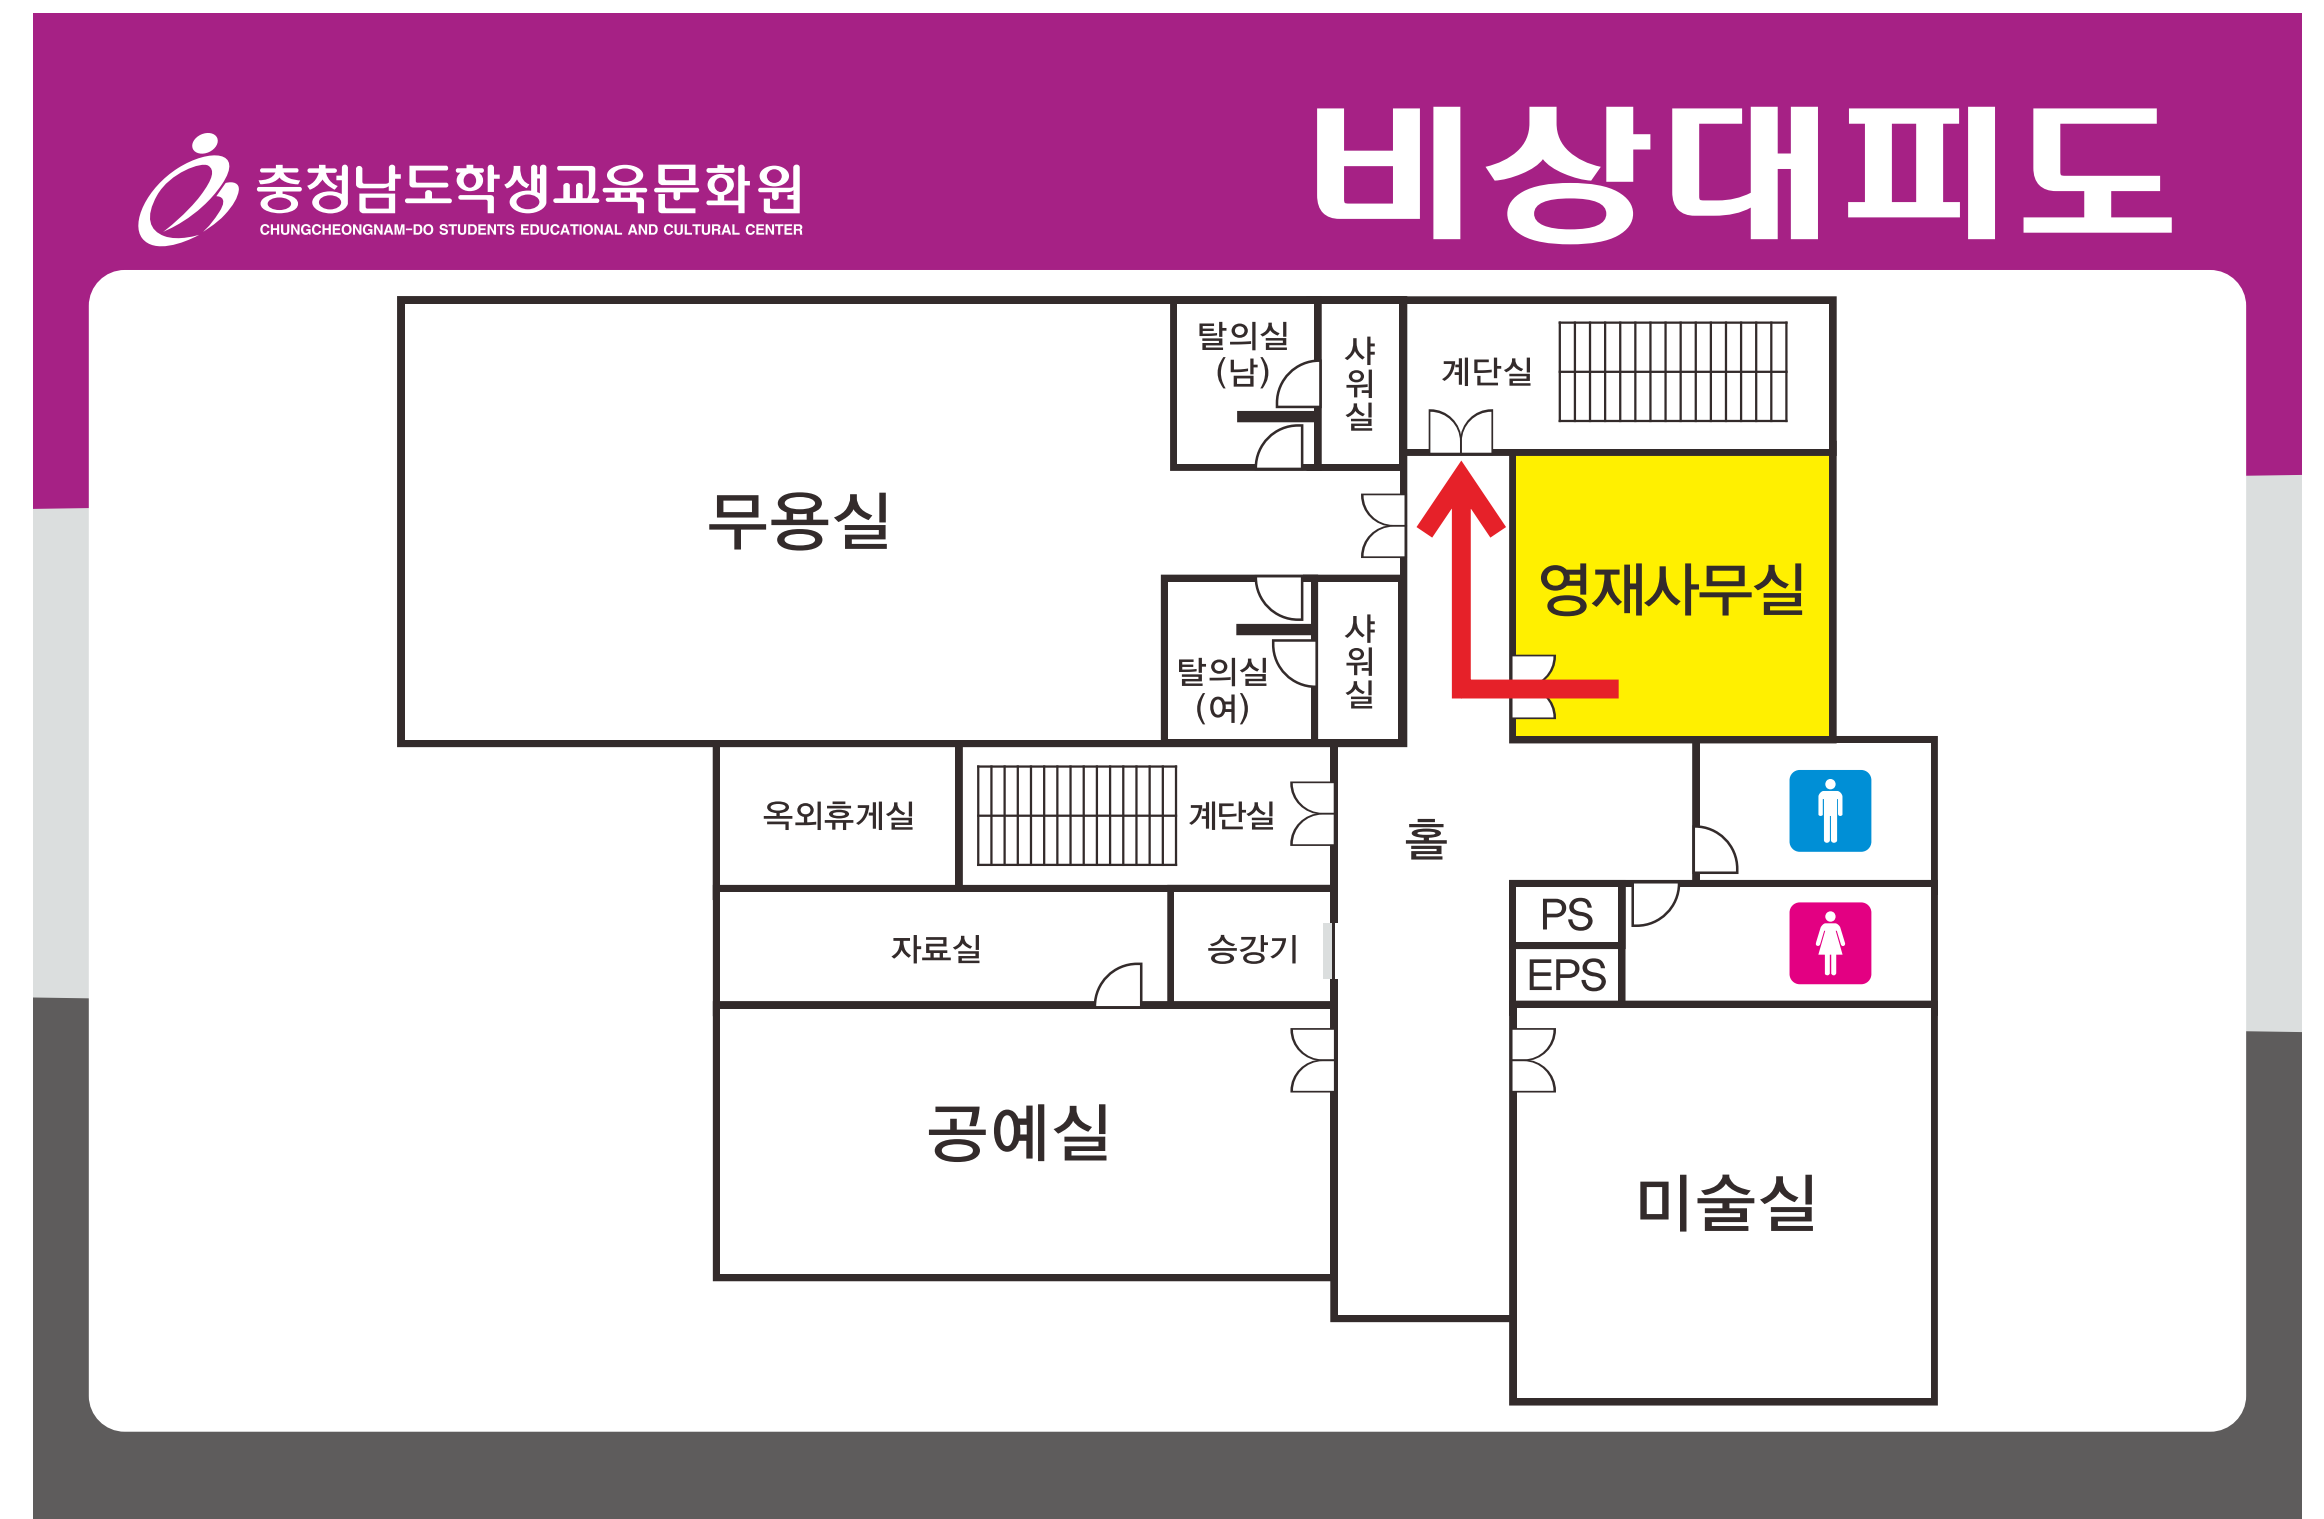 충청남도학생교육문화원
CHUNGCHEONGNAM-DO STUDENTS EDUCATIONAL AND CULTURAL CENTER
비상대피도
탈의실
(남)
샤워실
계단실
무용실
영재사무실
탈의실
(여)
샤워실
옥외휴게실
계단실
홀
자료실
승강기
PS
EPS
공예실
미술실